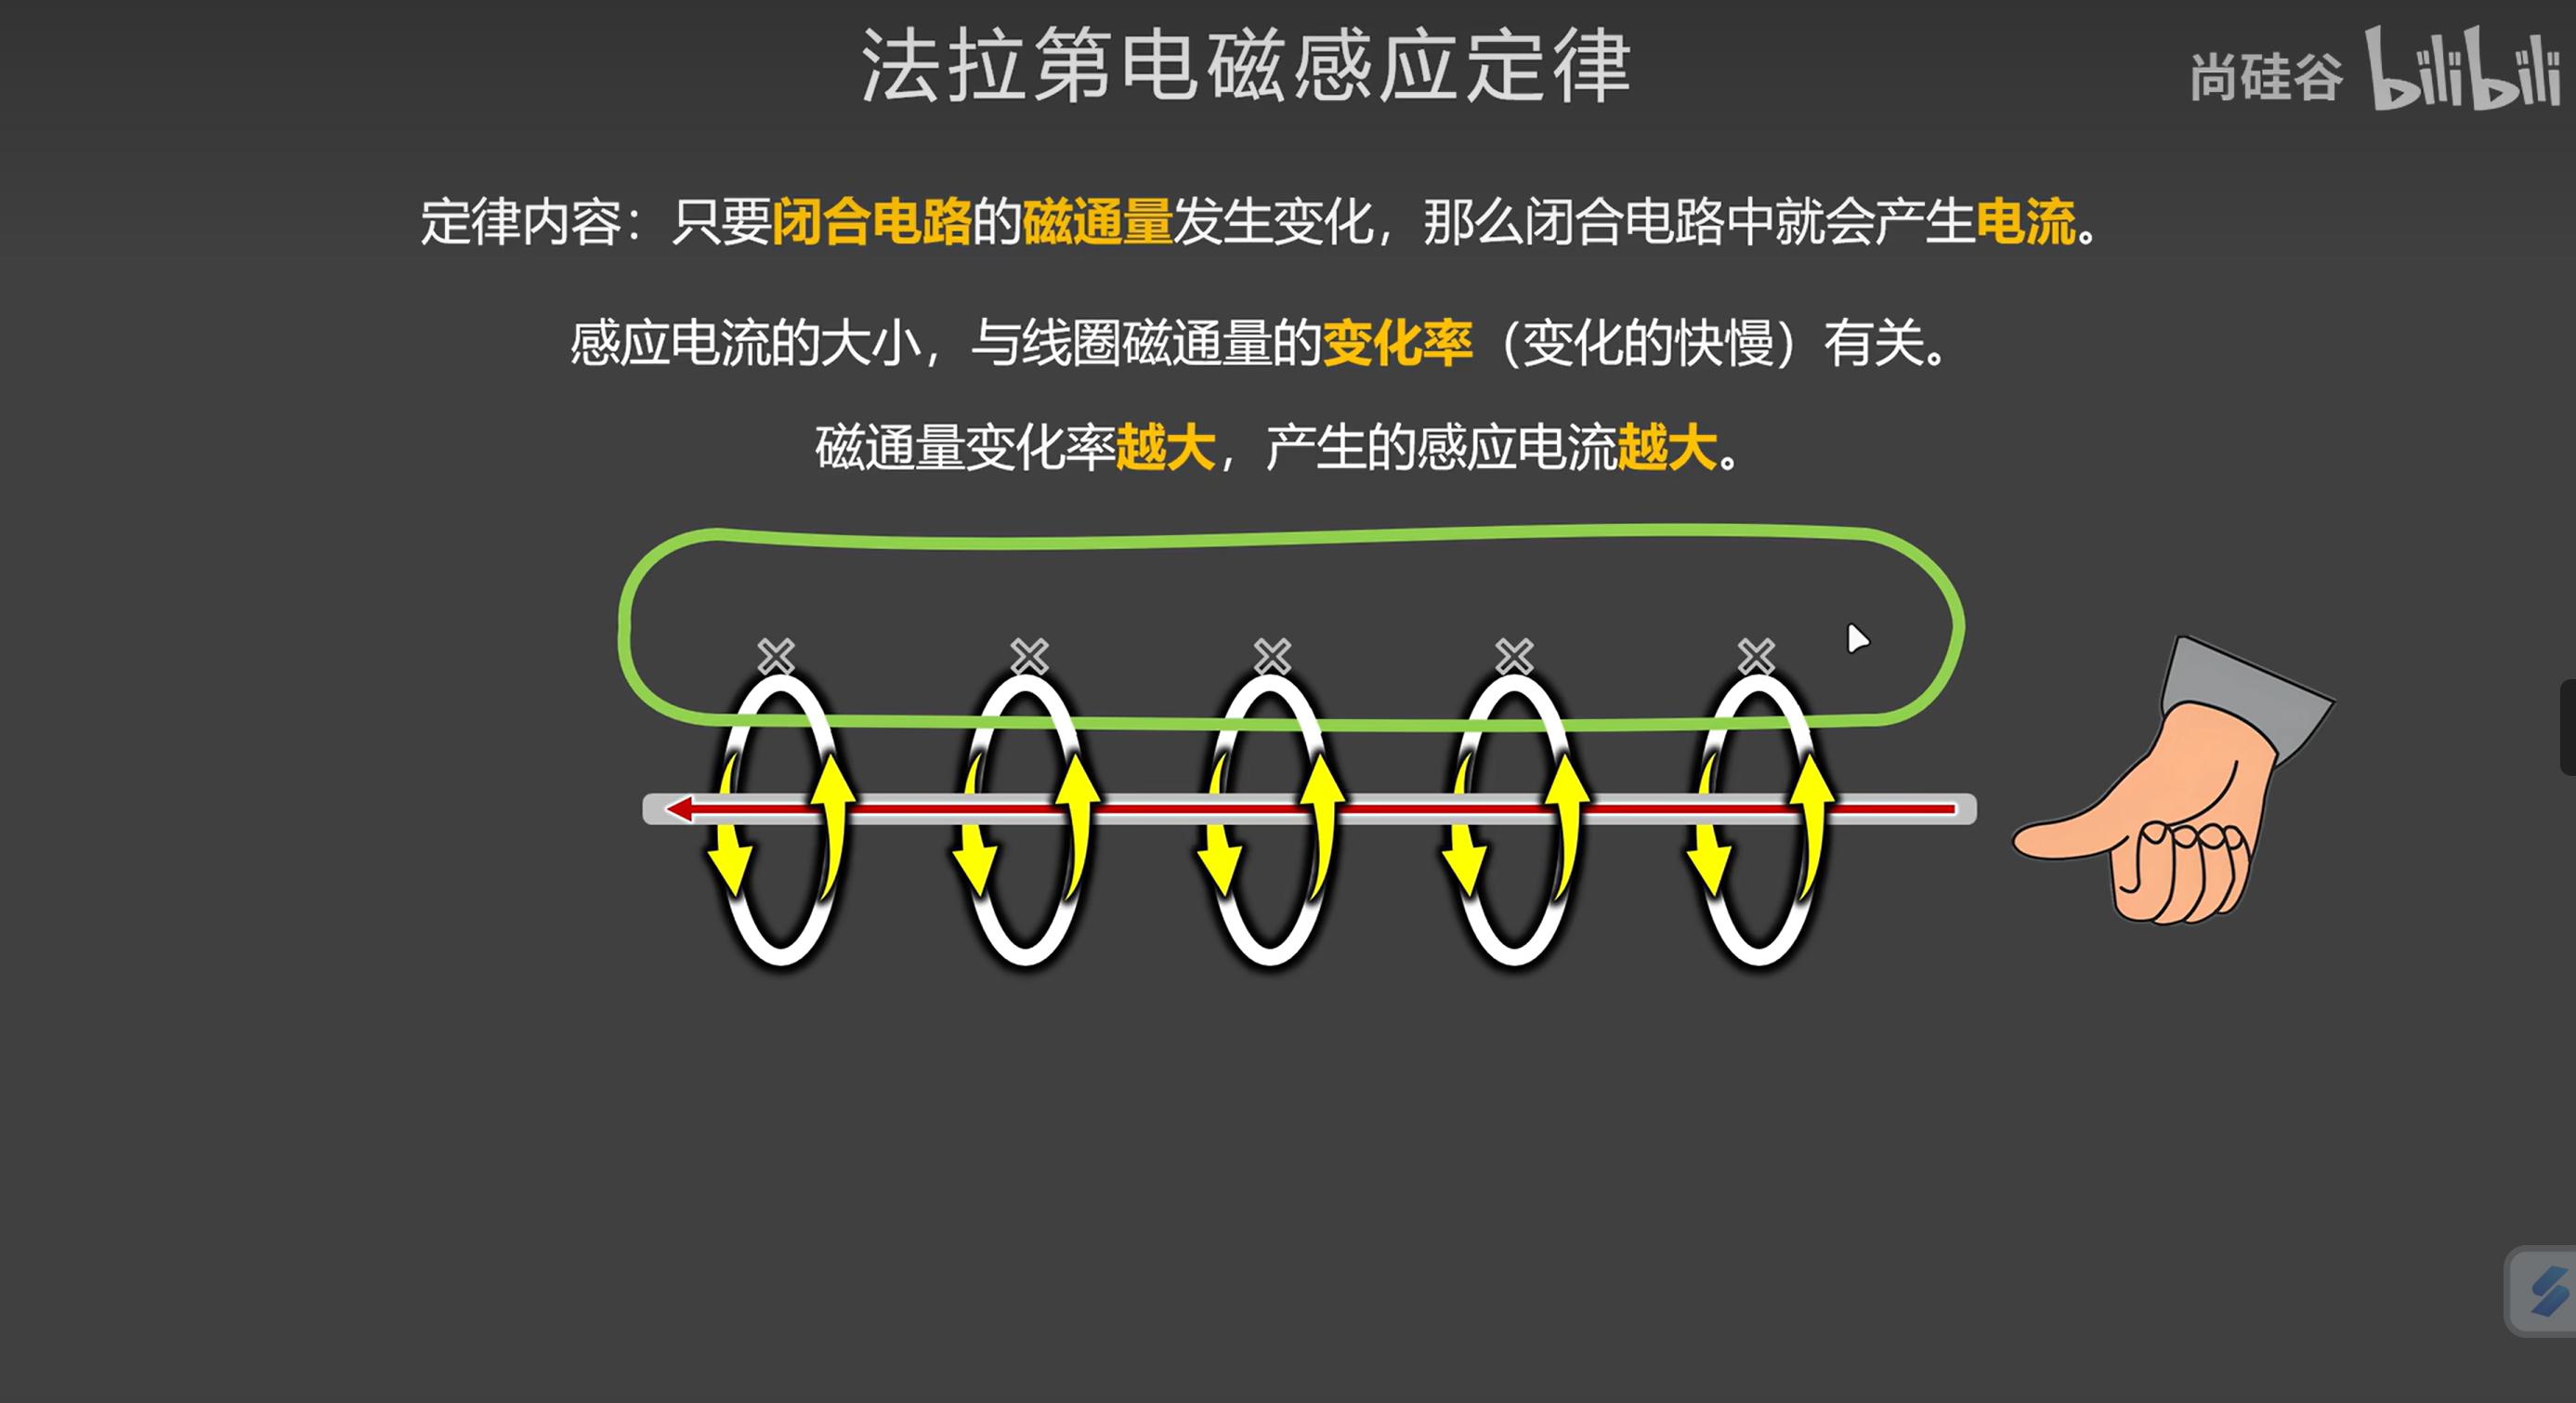 法拉第电磁感应定律
尚硅谷 bilibili
定律内容：只要闭合电路的磁通量发生变化，那么闭合电路中就会产生电流。
感应电流的大小，与线圈磁通量的变化率（变化的快慢）有关。
磁通量变化率越大，产生的感应电流越大。